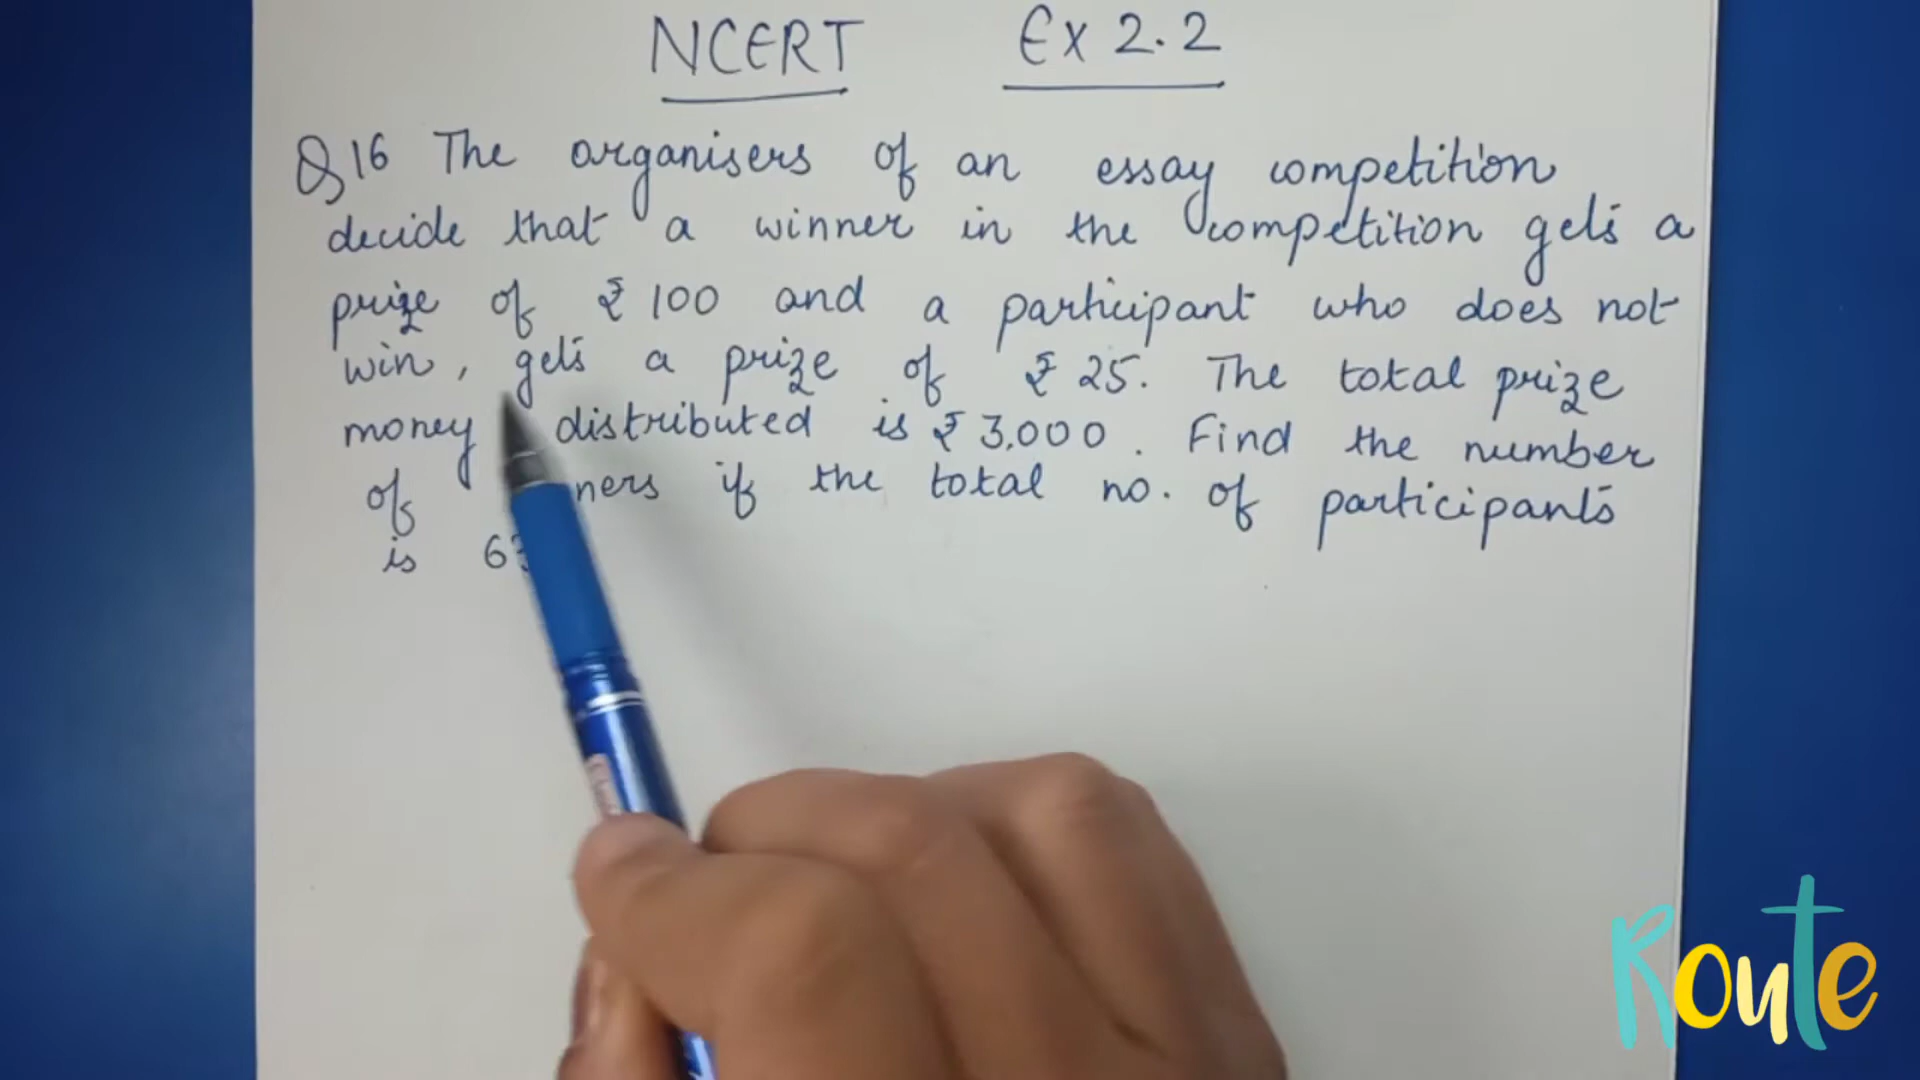 NCERT Ex 2.2
Q16 The organisers of an essay competition
decide that a winner in the competition gets a
prize of ₹ 100 and a participant who does not
win, gets a prize of ₹ 25. The total prize
money distributed is ₹ 3,000. Find the number
of if the total no. of participants
is
Route